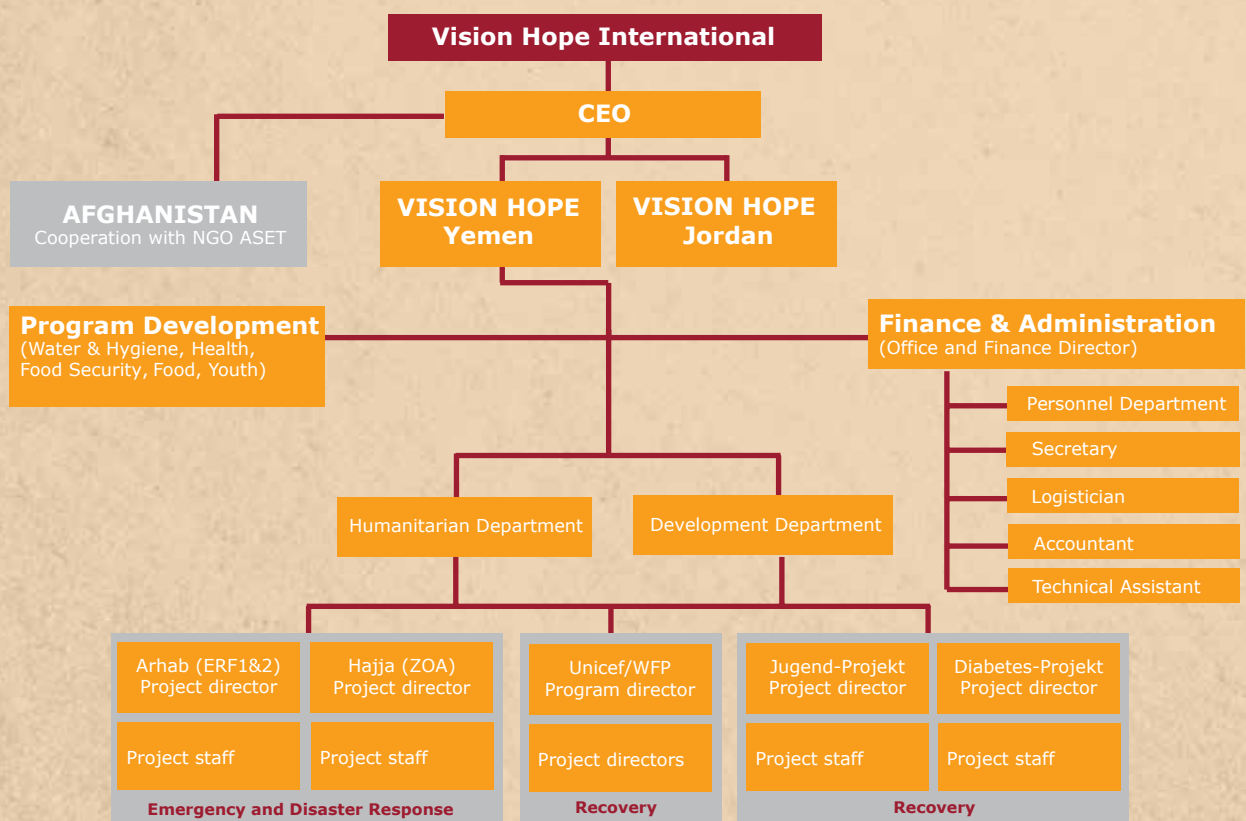 Vision Hope International
CEO
AFGHANISTAN
Cooperation with NGO ASET
VISION HOPE
Yemen
VISION HOPE
Jordan
Program Development
(Water & Hygiene, Health,
Food Security, Food, Youth)
Finance & Administration
(Office and Finance Director)
Personnel Department
Secretary
Logistician
Accountant
Technical Assistant
Humanitarian Department
Development Department
Arhab (ERF1&2)
Project director
Hajja (ZOA)
Project director
Unicef/WFP
Program director
Jugend-Projekt
Project director
Diabetes-Projekt
Project director
Project staff
Project staff
Project directors
Project staff
Project staff
Emergency and Disaster Response
Recovery
Recovery